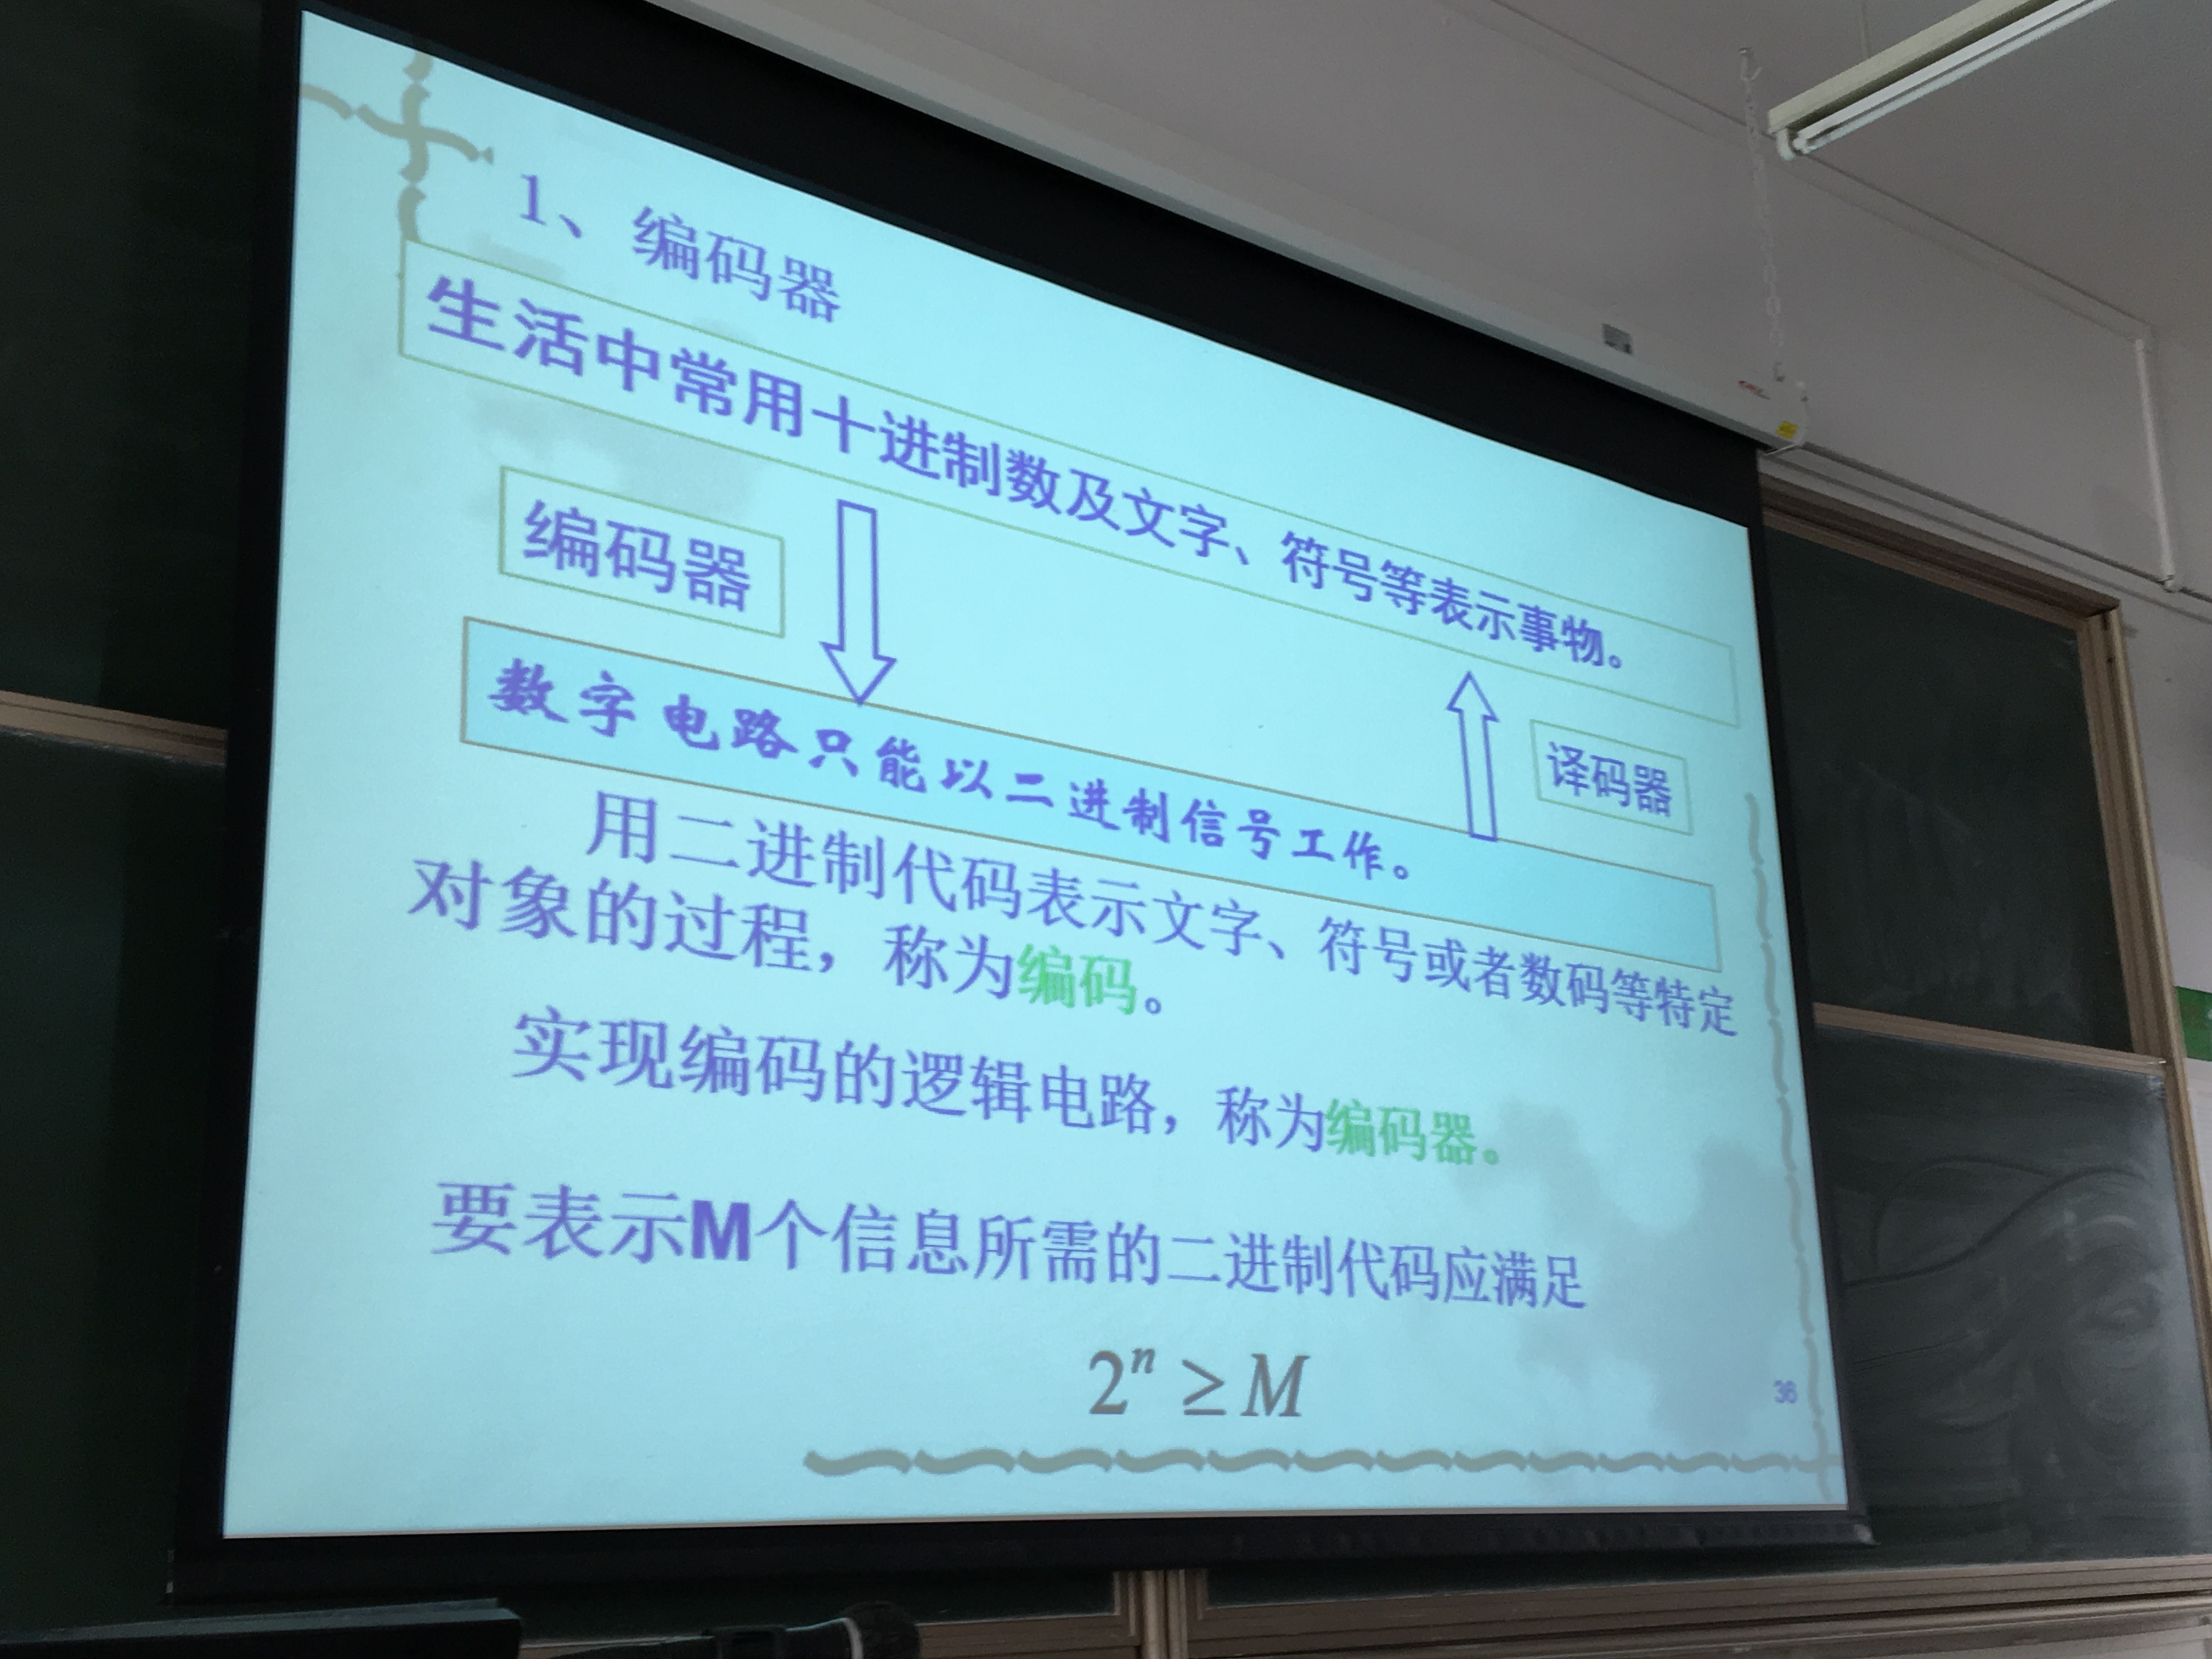 1、编码器
生活中常用十进制数及文字、符号等表示事物。
编码器
译码器
数字电路只能以二进制信号工作。
用二进制代码表示文字、符号或者数码等特定
对象的过程，称为编码。
实现编码的逻辑电路，称为编码器。
要表示M个信息所需的二进制代码应满足
2ⁿ ≥ M
36